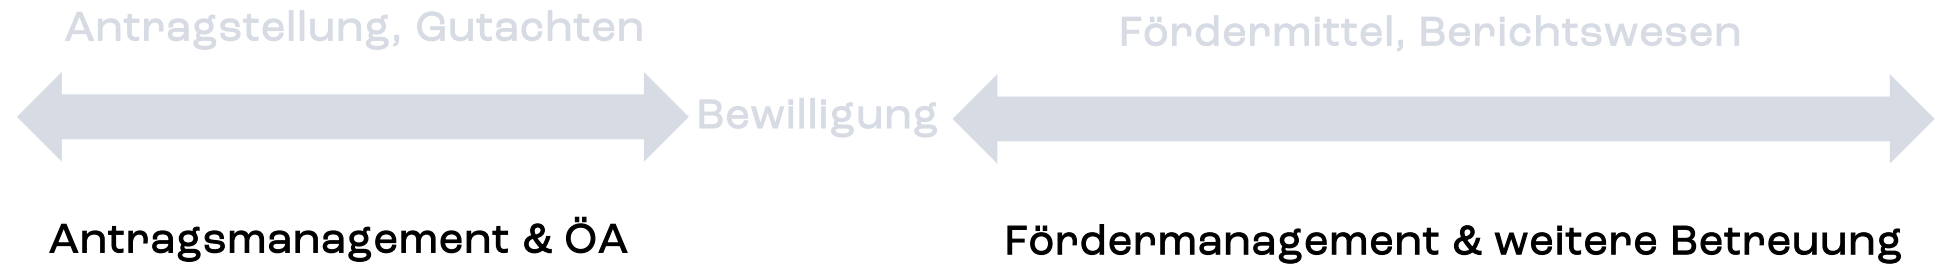 Antragstellung, Gutachten
Fördermittel, Berichtswesen
Bewilligung
Antragsmanagement & ÖA
Fördermanagement & weitere Betreuung